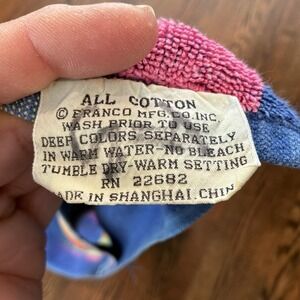 ALL COTTON
© FRANCO MFG.CO.INC.
WASH PRIOR TO USE
DEEP COLORS SEPARATELY
IN WARM WATER-NO BLEACH
TUMBLE DRY-WARM SETTING
RN 22682
MADE IN SHANGHAI.CHIN